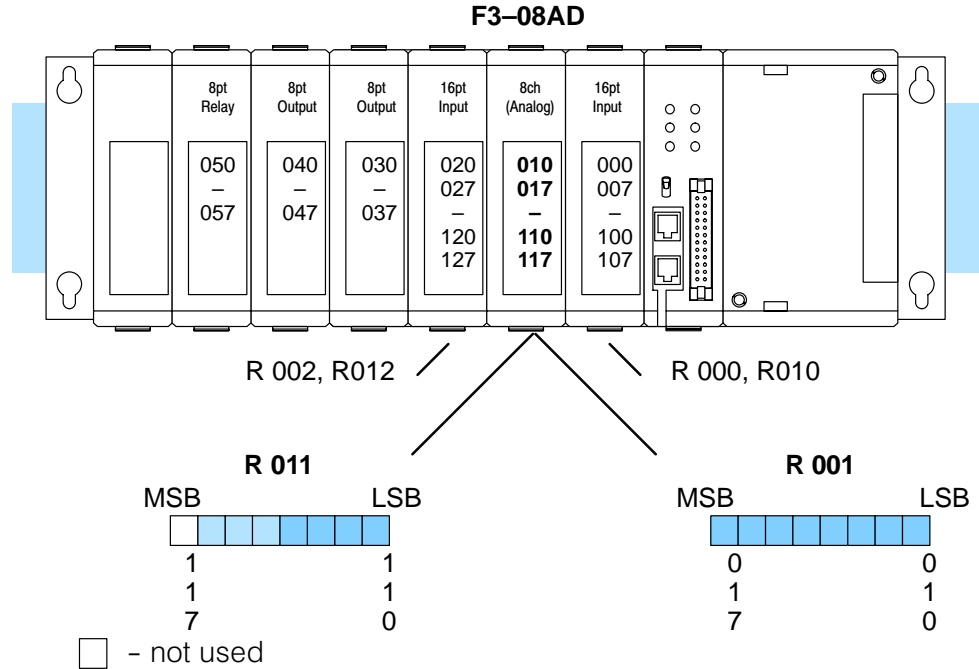 F3–08AD
8pt Relay
8pt Output
8pt Output
16pt Input
8ch (Analog)
16pt Input
050
–
057
040
–
047
030
–
037
020
027
–
120
127
010
017
–
110
117
000
007
–
100
107
R 002, R012
R 000, R010
R 011
MSB LSB
1 1
1 1
7 0
R 001
MSB LSB
0 0
1 1
7 0
– not used